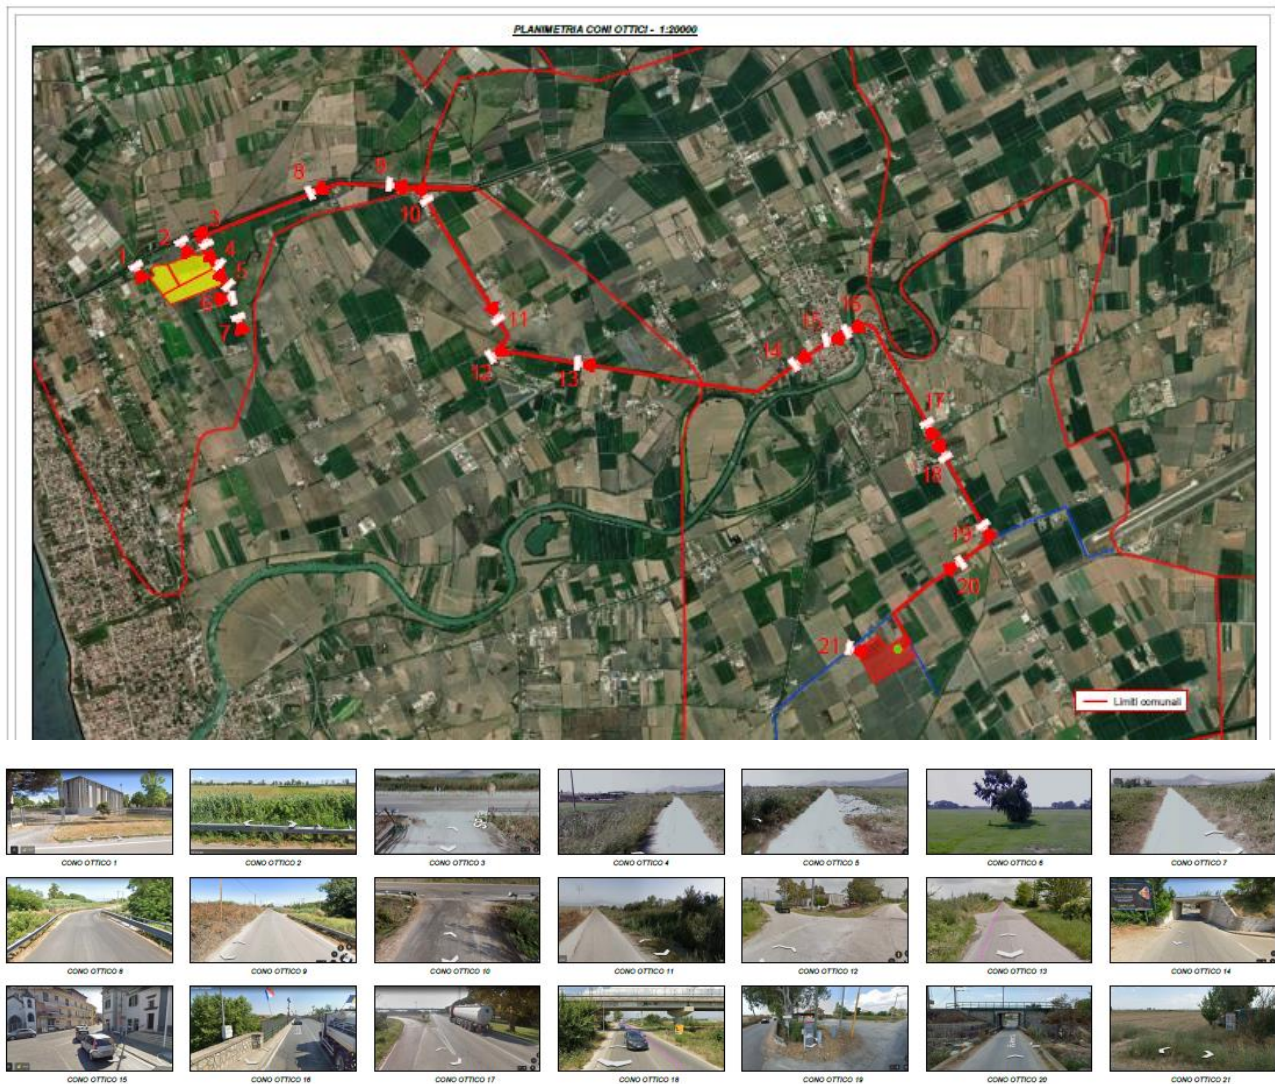 PLANIMETRIA CONI OTTICI - 1:20000
1
2
3
4
5
6
7
8
9
10
11
12
13
14
15
16
17
18
19
20
21
Limiti comunali
CONO OTTICO 1
CONO OTTICO 2
CONO OTTICO 3
CONO OTTICO 4
CONO OTTICO 5
CONO OTTICO 6
CONO OTTICO 7
CONO OTTICO 8
CONO OTTICO 9
CONO OTTICO 10
CONO OTTICO 11
CONO OTTICO 12
CONO OTTICO 13
CONO OTTICO 14
CONO OTTICO 15
CONO OTTICO 16
CONO OTTICO 17
CONO OTTICO 18
CONO OTTICO 19
CONO OTTICO 20
CONO OTTICO 21